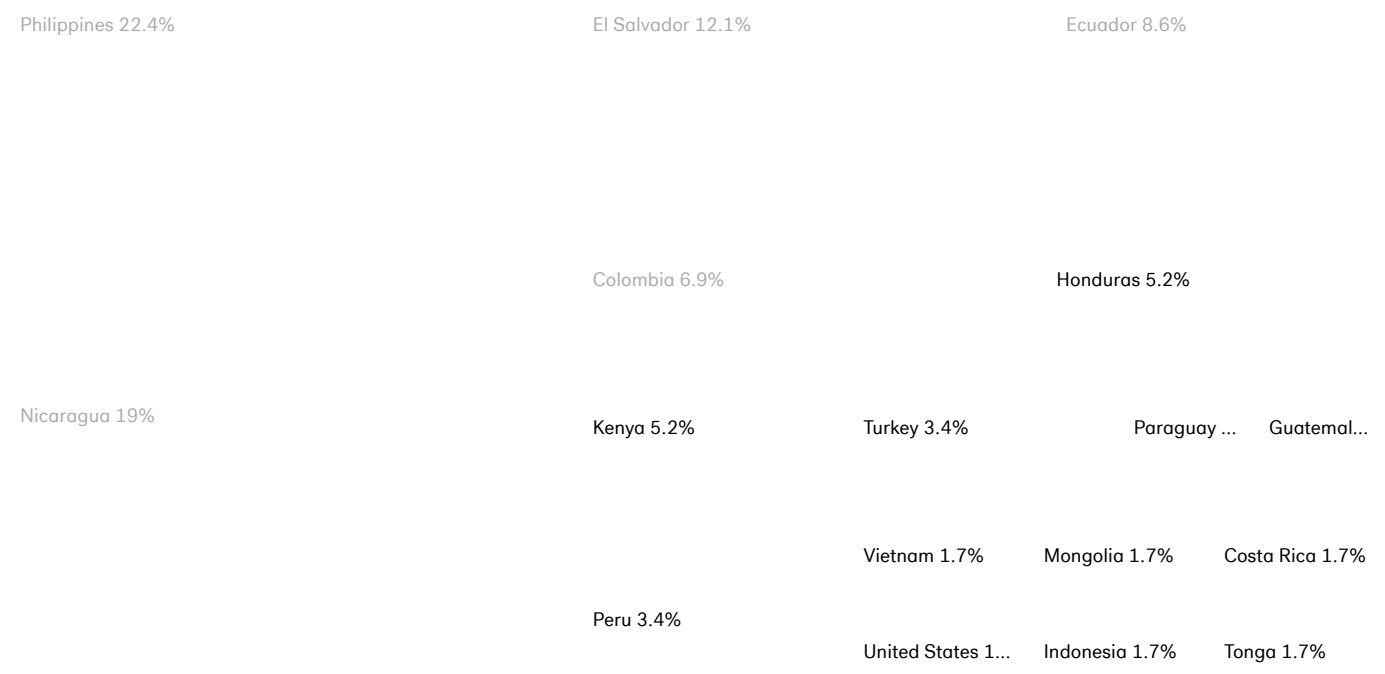 Philippines 22.4%
El Salvador 12.1%
Ecuador 8.6%
Colombia 6.9%
Honduras 5.2%
Nicaragua 19%
Kenya 5.2%
Turkey 3.4%
Paraguay ...
Guatemal...
Vietnam 1.7%
Mongolia 1.7%
Costa Rica 1.7%
Peru 3.4%
United States 1...
Indonesia 1.7%
Tonga 1.7%